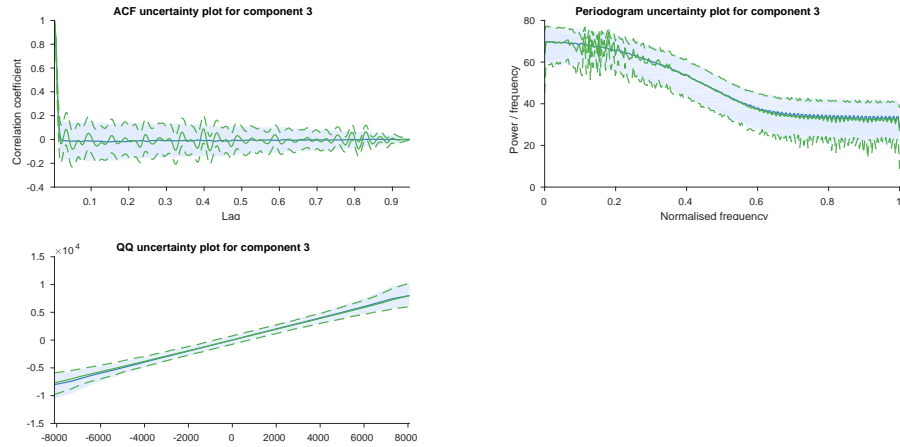 ACF uncertainty plot for component 3
Correlation coefficient
1
0.8
0.6
0.4
0.2
0
-0.2
-0.4
0.1 0.2 0.3 0.4 0.5 0.6 0.7 0.8 0.9
Lag
Periodogram uncertainty plot for component 3
Power / frequency
80
60
40
20
0
0 0.2 0.4 0.6 0.8 1
Normalised frequency
QQ uncertainty plot for component 3
×10^4
1.5
1
0.5
0
-0.5
-1
-1.5
-8000 -6000 -4000 -2000 0 2000 4000 6000 8000